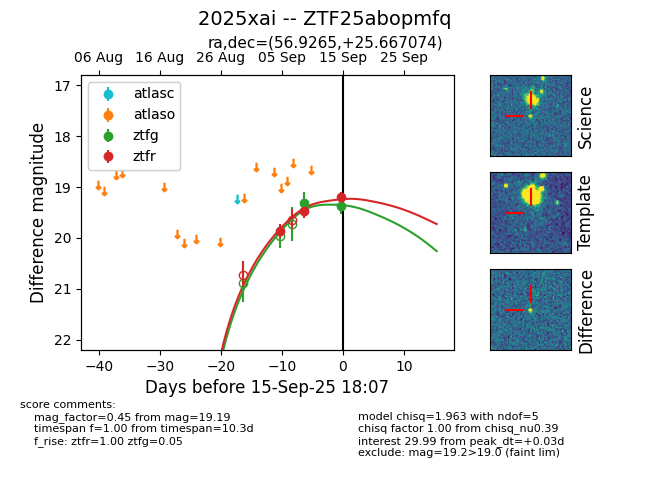 2025xai -- ZTF25abopmfq
ra,dec=(56.9265,+25.667074)
06 Aug 16 Aug 26 Aug 05 Sep 15 Sep 25 Sep
17
18
19
20
21
22
Difference magnitude
atlasc
atlaso
ztfg
ztfr
−40 −30 −20 −10 0 10
Days before 15-Sep-25 18:07
Science
Template
Difference
score comments:
mag_factor=0.45 from mag=19.19
timespan f=1.00 from timespan=10.3d
f_rise: ztfr=1.00 ztfg=0.05
model chisq=1.963 with ndof=5
chisq factor 1.00 from chisq_nu0.39
interest 29.99 from peak_dt=+0.03d
exclude: mag=19.2>19.0 (faint lim)